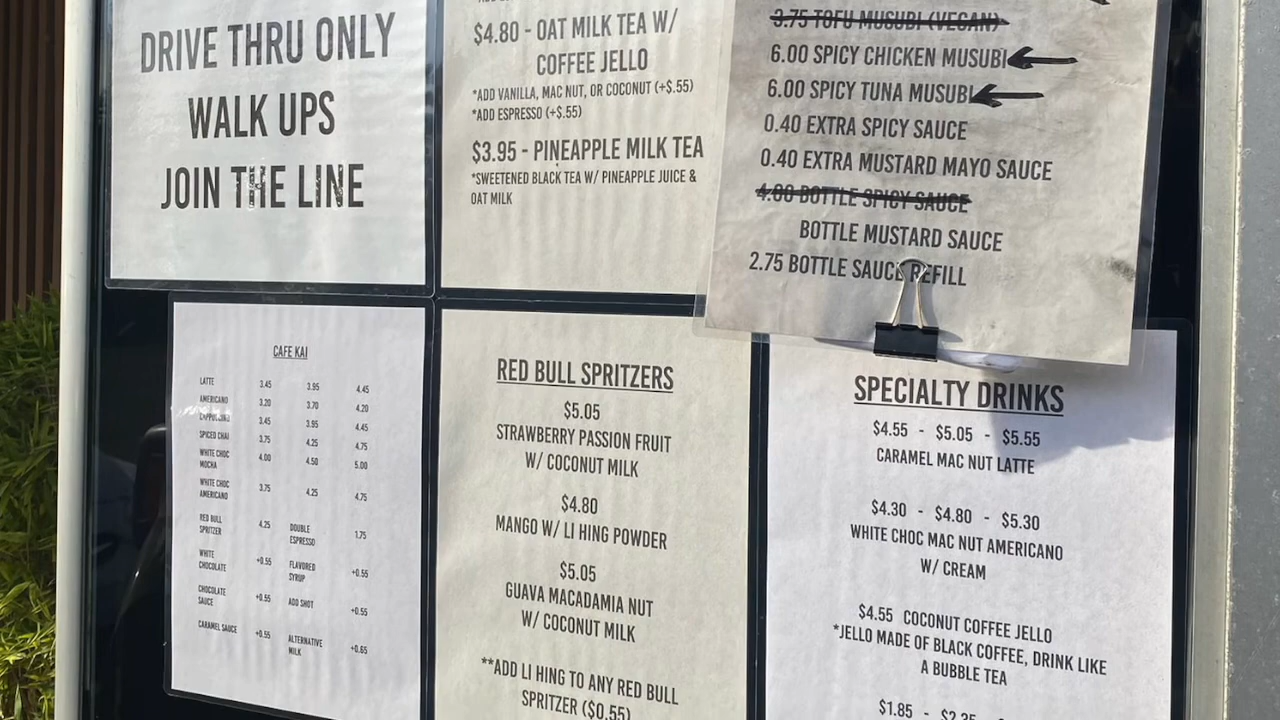 DRIVE THRU ONLY
WALK UPS
JOIN THE LINE
$4.80 - OAT MILK TEA W/
COFFEE JELLO
*ADD VANILLA, MAC NUT, OR COCONUT (+$.55)
*ADD ESPRESSO (+$.55)
$3.95 - PINEAPPLE MILK TEA
*SWEETENED BLACK TEA W/ PINEAPPLE JUICE &
OAT MILK
3.75 TOFU MUSUBI (VEGAN)
6.00 SPICY CHICKEN MUSUBI
6.00 SPICY TUNA MUSUBI
0.40 EXTRA SPICY SAUCE
0.40 EXTRA MUSTARD MAYO SAUCE
4.00 BOTTLE SPICY SAUCE
BOTTLE MUSTARD SAUCE
2.75 BOTTLE SAUCE REFILL
CAFE KAI
LATTE 3.45 3.95 4.45
AMERICANO 3.20 3.70 4.20
CAPPUCCINO 3.45 3.95 4.45
SPICED CHAI 3.75 4.25 4.75
WHITE CHOC 4.00 4.50 5.00
MOCHA
WHITE CHOC 3.75 4.25 4.75
AMERICANO
RED BULL 4.25 DOUBLE 1.75
SPRITZER ESPRESSO
WHITE +0.55 FLAVORED +0.55
CHOCOLATE SYRUP
CHOCOLATE +0.55 ADD SHOT +0.55
SAUCE
CARAMEL SAUCE +0.55 ALTERNATIVE +0.65
MILK
RED BULL SPRITZERS
$5.05
STRAWBERRY PASSION FRUIT
W/ COCONUT MILK
$4.80
MANGO W/ LI HING POWDER
$5.05
GUAVA MACADAMIA NUT
W/ COCONUT MILK
**ADD LI HING TO ANY RED BULL
SPRITZER ($0.55)
SPECIALTY DRINKS
$4.55 - $5.05 - $5.55
CARAMEL MAC NUT LATTE
$4.30 - $4.80 - $5.30
WHITE CHOC MAC NUT AMERICANO
W/ CREAM
$4.55 COCONUT COFFEE JELLO
*JELLO MADE OF BLACK COFFEE, DRINK LIKE
A BUBBLE TEA
$1.85 - $2.35 -